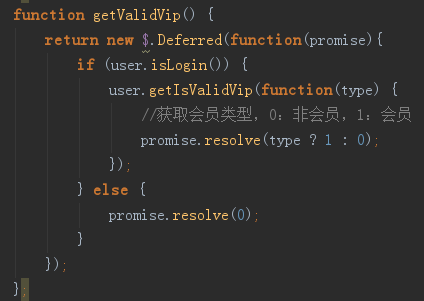 function getValidVip() {
    return new $.Deferred(function(promise){
        if (user.isLogin()) {
            user.getIsValidVip(function(type) {
                //获取会员类型，0：非会员，1：会员
                promise.resolve(type ? 1 : 0);
            });
        } else {
            promise.resolve(0);
        }
    });
};